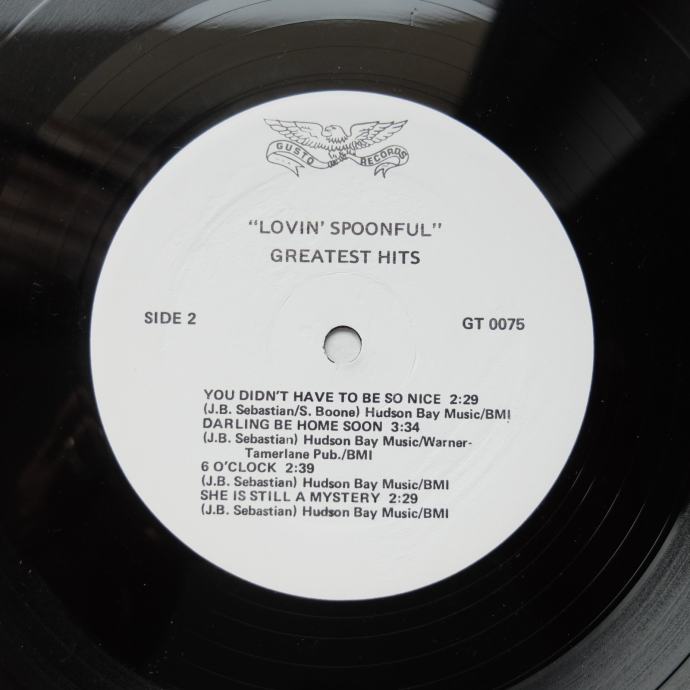 GUSTO RECORDS
"LOVIN' SPOONFUL"
GREATEST HITS
SIDE 2
GT 0075
YOU DIDN'T HAVE TO BE SO NICE 2:29
(J.B. Sebastian/S. Boone) Hudson Bay Music/BMI
DARLING BE HOME SOON 3:34
(J.B. Sebastian) Hudson Bay Music/Warner-
Tamerlane Pub./BMI
6 O'CLOCK 2:39
(J.B. Sebastian) Hudson Bay Music/BMI
SHE IS STILL A MYSTERY 2:29
(J.B. Sebastian) Hudson Bay Music/BMI